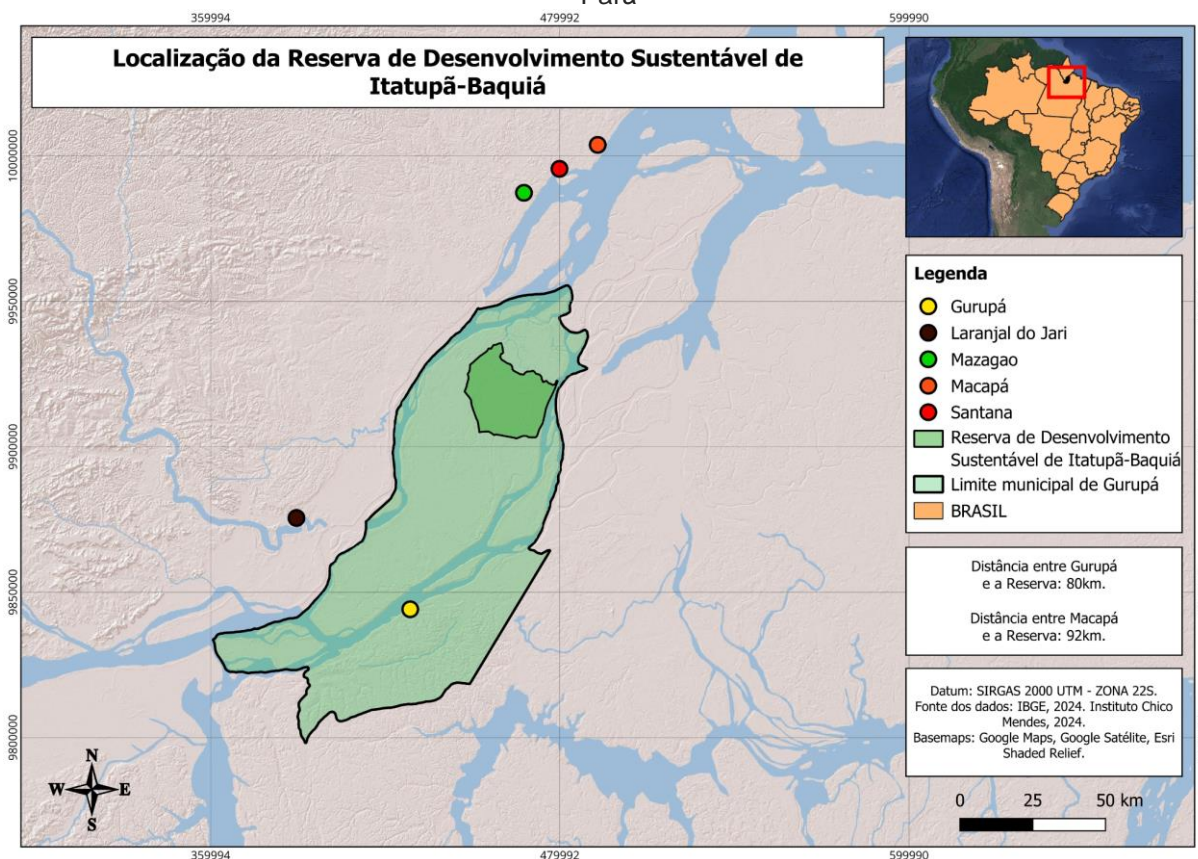 Pará
359994
479992
599990
Localização da Reserva de Desenvolvimento Sustentável de
Itatupã-Baquiá
10000000
9950000
9900000
9850000
9800000
Legenda
Gurupá
Laranjal do Jari
Mazagao
Macapá
Santana
Reserva de Desenvolvimento
Sustentável de Itatupã-Baquiá
Limite municipal de Gurupá
BRASIL
Distância entre Gurupá
e a Reserva: 80km.
Distância entre Macapá
e a Reserva: 92km.
Datum: SIRGAS 2000 UTM - ZONA 22S.
Fonte dos dados: IBGE, 2024. Instituto Chico
Mendes, 2024.
Basemaps: Google Maps, Google Satélite, Esri
Shaded Relief.
N
W
E
S
0 25 50 km
359994
479992
599990